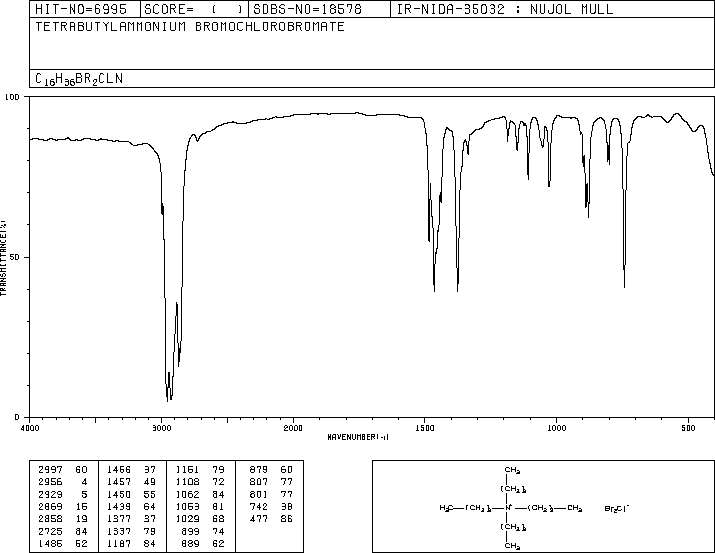 HIT-NO=6995 SCORE= ( ) SDBS-NO=18578 IR-NIDA-35032 : NUJOL MULL
TETRABUTYLAMMONIUM BROMOCHLOROBROMATE
C16H36BR2CLN
100
50
0
TRANSMITTANCE(%)
4000 3000 2000 1500 1000 500
WAVENUMBER(-1)
2997 60 1466 37 1151 79 879 60
2956 4 1457 49 1108 72 807 77
2929 5 1450 55 1062 84 801 77
2869 15 1439 64 1053 81 742 38
2858 19 1377 37 1029 68 477 86
2725 84 1337 79 899 74
1485 52 1187 84 889 62
CH3
(CH2)3
CH3—(CH2)3—N+—(CH2)3—CH3 Br2Cl-
(CH2)3
CH3